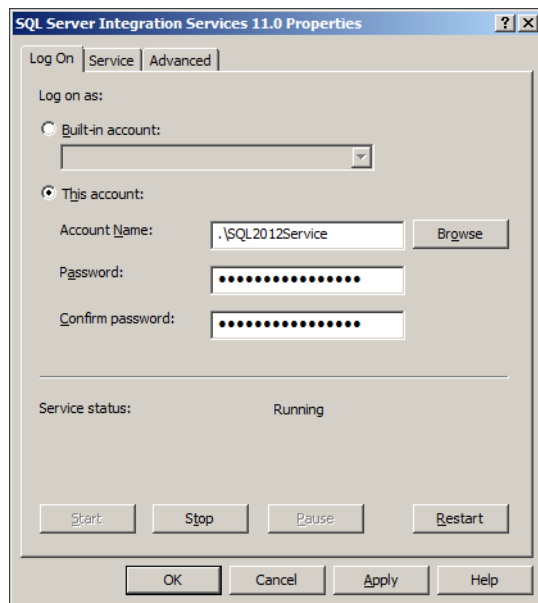 SQL Server Integration Services 11.0 Properties ? X
Log On Service Advanced
Log on as:
Built-in account:
This account:
Account Name: .\SQL2012Service Browse
Password: ●●●●●●●●●●●●●●●●
Confirm password: ●●●●●●●●●●●●●●●●
Service status: Running
Start Stop Pause Restart
OK Cancel Apply Help